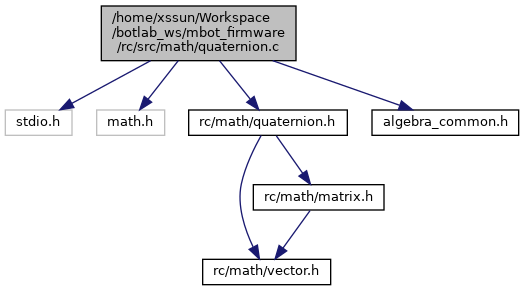 /home/xssun/Workspace
/botlab_ws/mbot_firmware
/rc/src/math/quaternion.c
stdio.h
math.h
rc/math/quaternion.h
algebra_common.h
rc/math/matrix.h
rc/math/vector.h